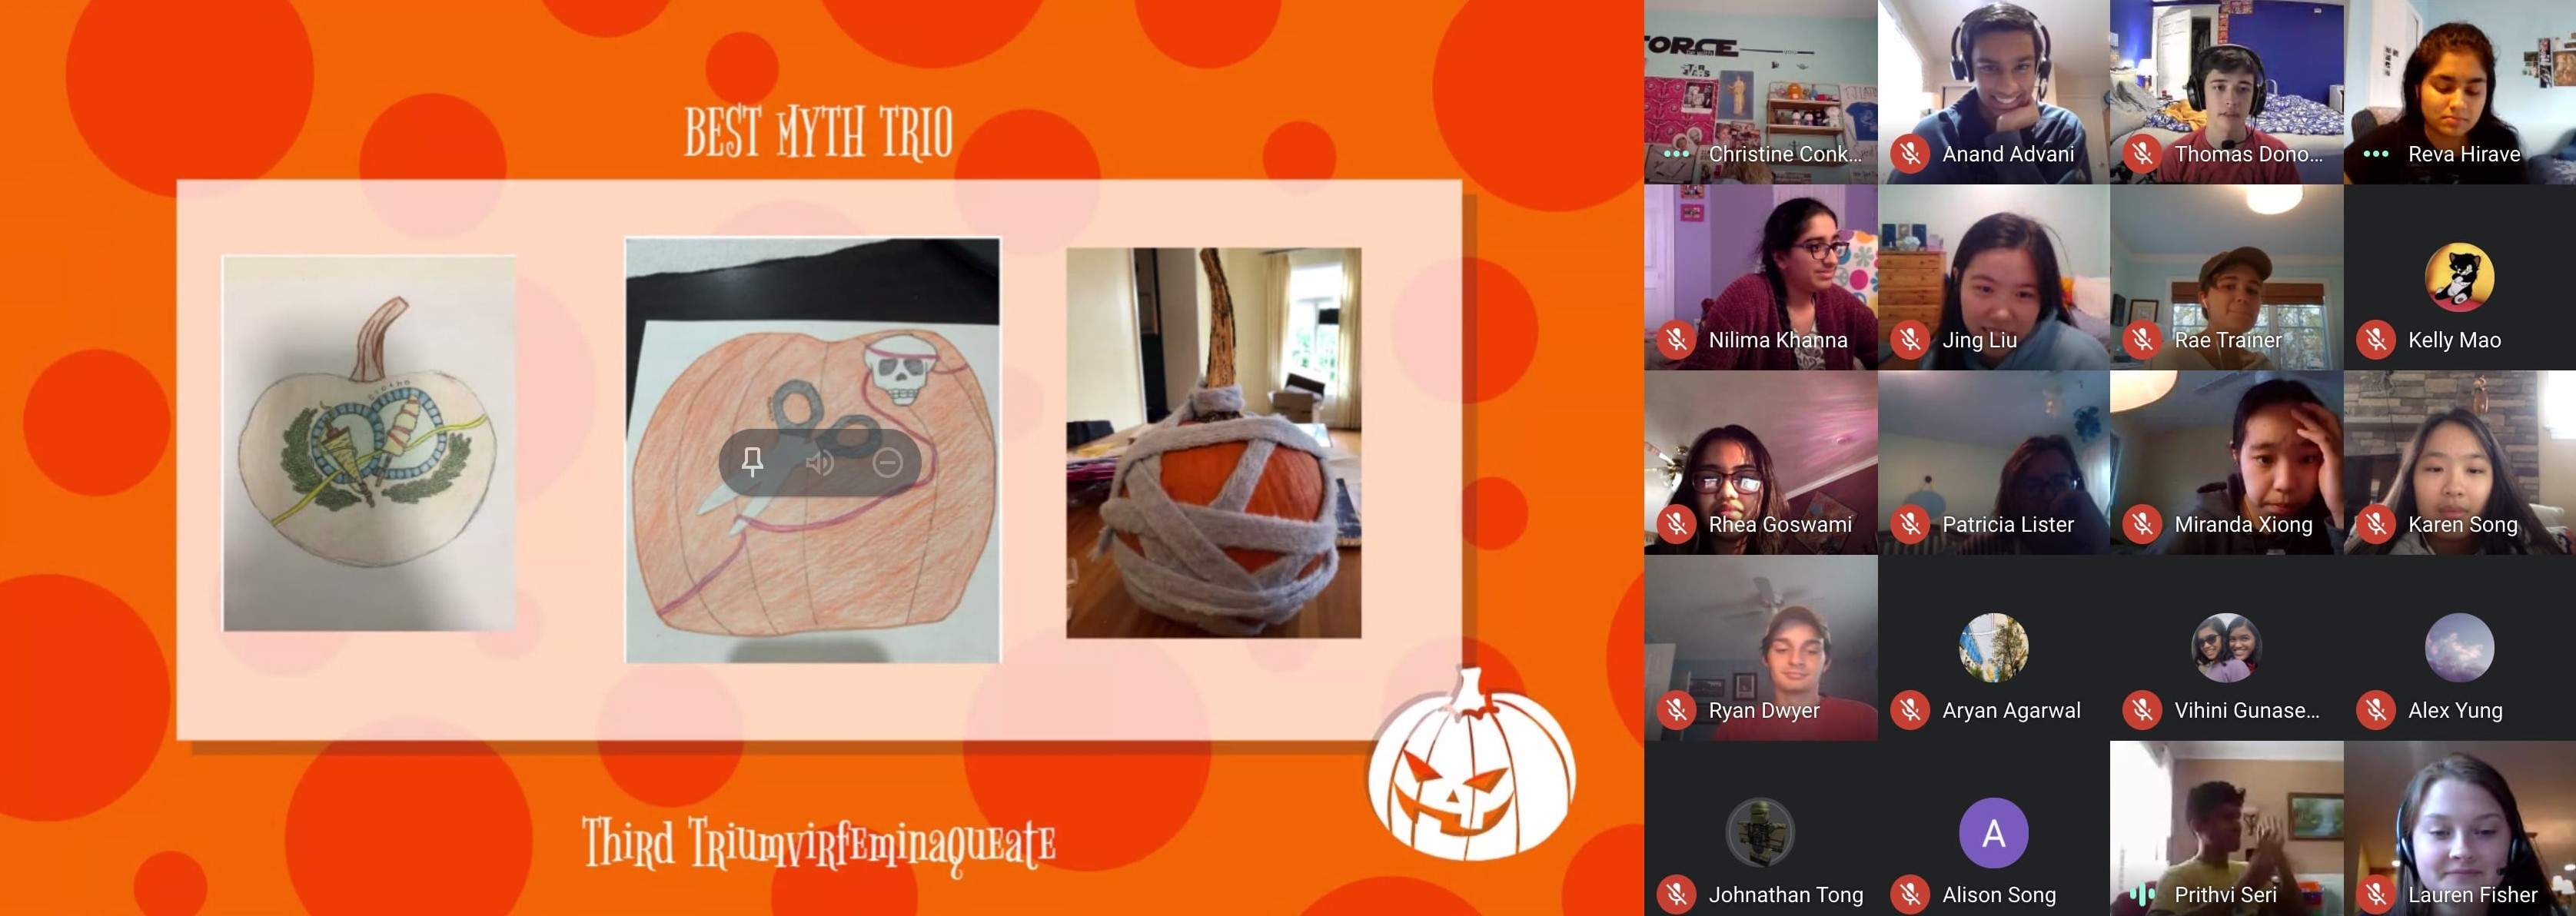 BEST MYTH TRIO
IDAHO
Third Triumvirfeminaqueate
ORCE
Christine Conk...
Anand Advani
Thomas Dono...
Reva Hirave
Nilima Khanna
Jing Liu
Rae Trainer
Kelly Mao
Rhea Goswami
Patricia Lister
Miranda Xiong
Karen Song
Ryan Dwyer
Aryan Agarwal
Vihini Gunase...
Alex Yung
Johnathan Tong
A
Alison Song
Prithvi Seri
Lauren Fisher